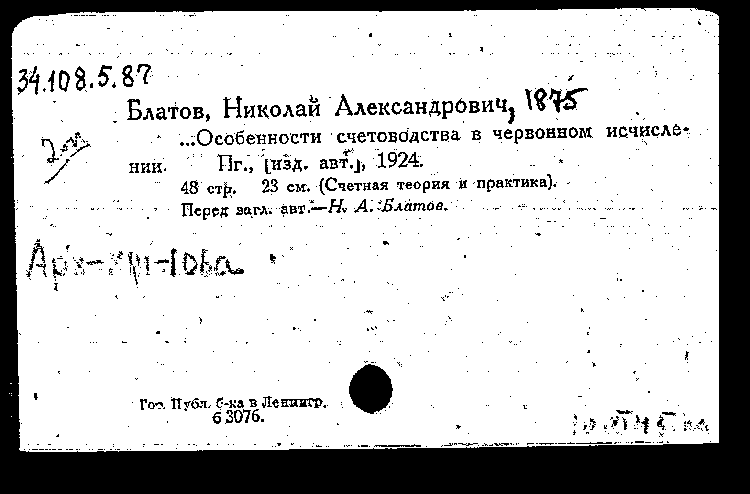 34.108.5.87
Блатов, Николай Александрович, 1875
...Особенности счетоводства в червонном исчисле-
нии. Пг., [изд. авт.], 1924.
48 стр. 23 см. (Счетная теория и практика).
Перед загл. авт.—Н. А. Блатов.
Гос. Публ. б-ка в Ленингр.
б 3076.